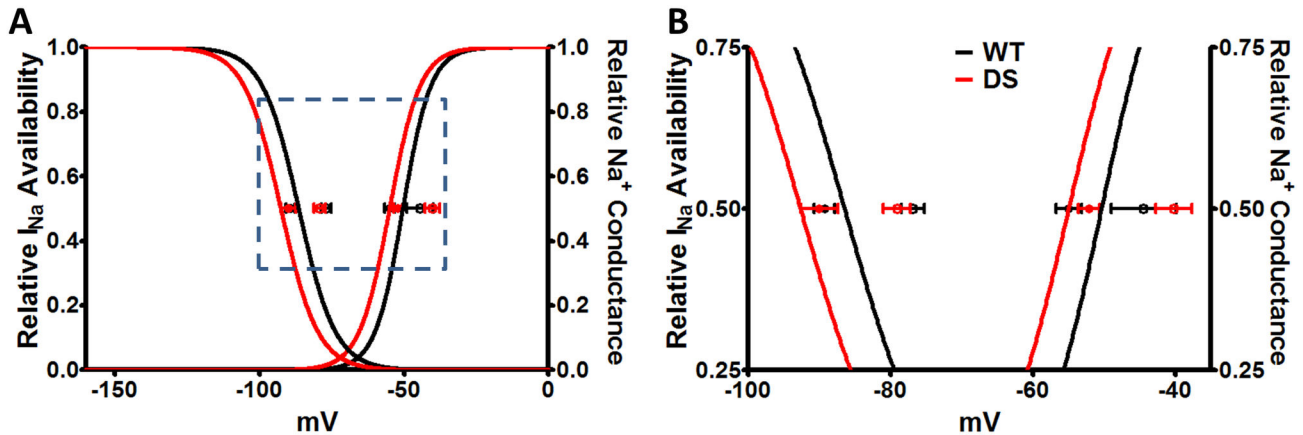 A
Relative I_Na Availability
1.0
0.8
0.6
0.4
0.2
0.0
-150
-100
-50
0
mV
1.0
0.8
0.6
0.4
0.2
0.0
Relative Na⁺ Conductance
B
Relative I_Na Availability
0.75
0.50
0.25
-100
-80
-60
-40
mV
WT
DS
0.75
0.50
0.25
Relative Na⁺ Conductance